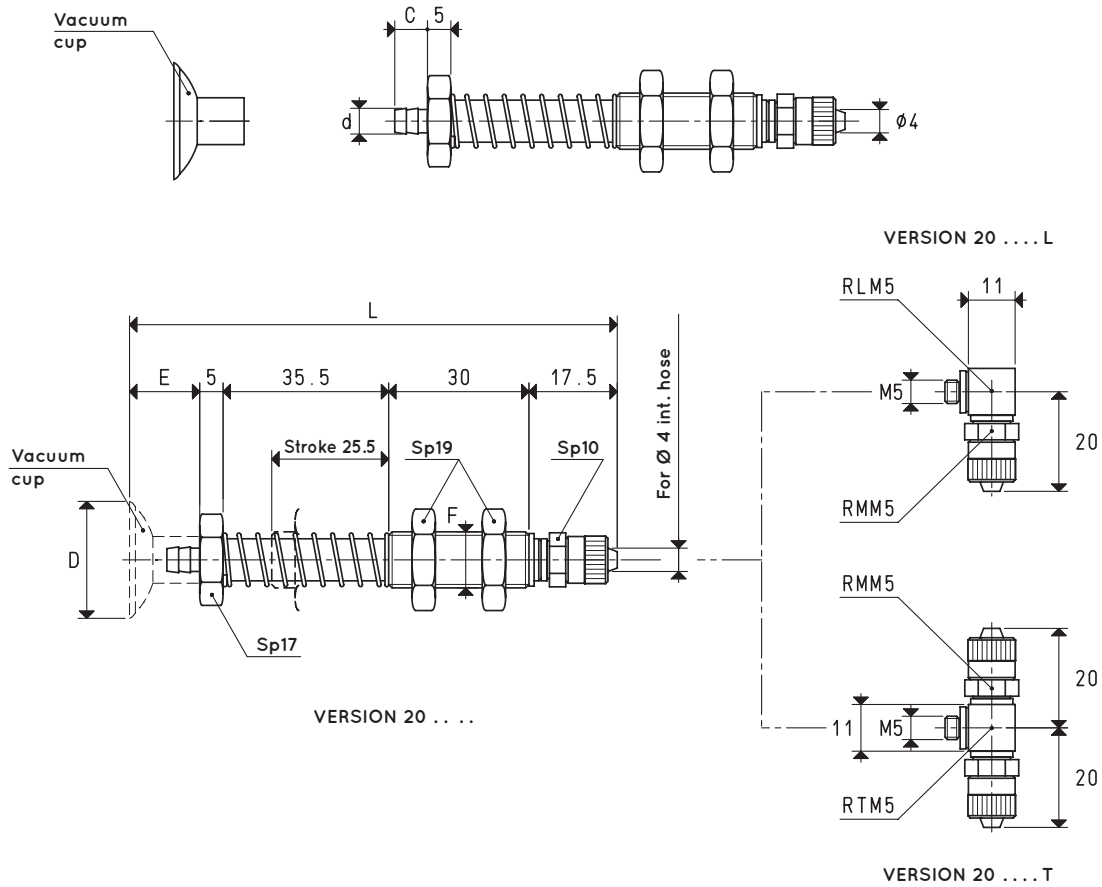 Vacuum
cup
C 5
d
Ø4
VERSION 20 .... L
RLM5
11
M5
20
RMM5
L
E 5 35.5 30 17.5
For Ø 4 int. hose
Vacuum
cup
Stroke 25.5
Sp19
Sp10
F
D
Sp17
VERSION 20 . . . .
RMM5
20
11
M5
20
RTM5
VERSION 20 .... T